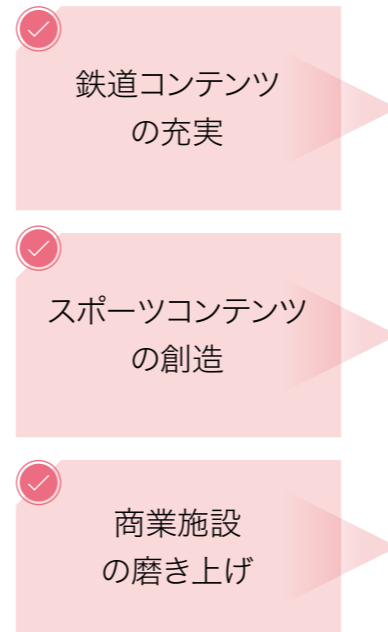 鉄道コンテンツ
の充実
スポーツコンテンツ
の創造
商業施設
の磨き上げ